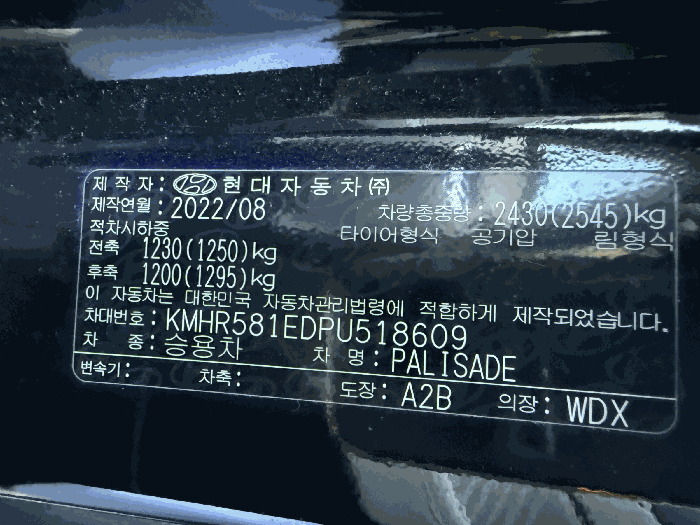 제 작 자 : 현 대 자 동 차 ㈜
제작연월 : 2022/08 차량총중량 : 2430(2545)kg
적차시하중 타이어형식 공기압 림형식
전축 1230(1250)kg
후축 1200(1295)kg
이 자동차는 대한민국 자동차관리법령에 적합하게 제작되었습니다.
차대번호 : KMHR581EDPU518609
차 종 : 승용차 차 명 : PALISADE
변속기 : 차축 : 도장 : A2B 의장 : WDX